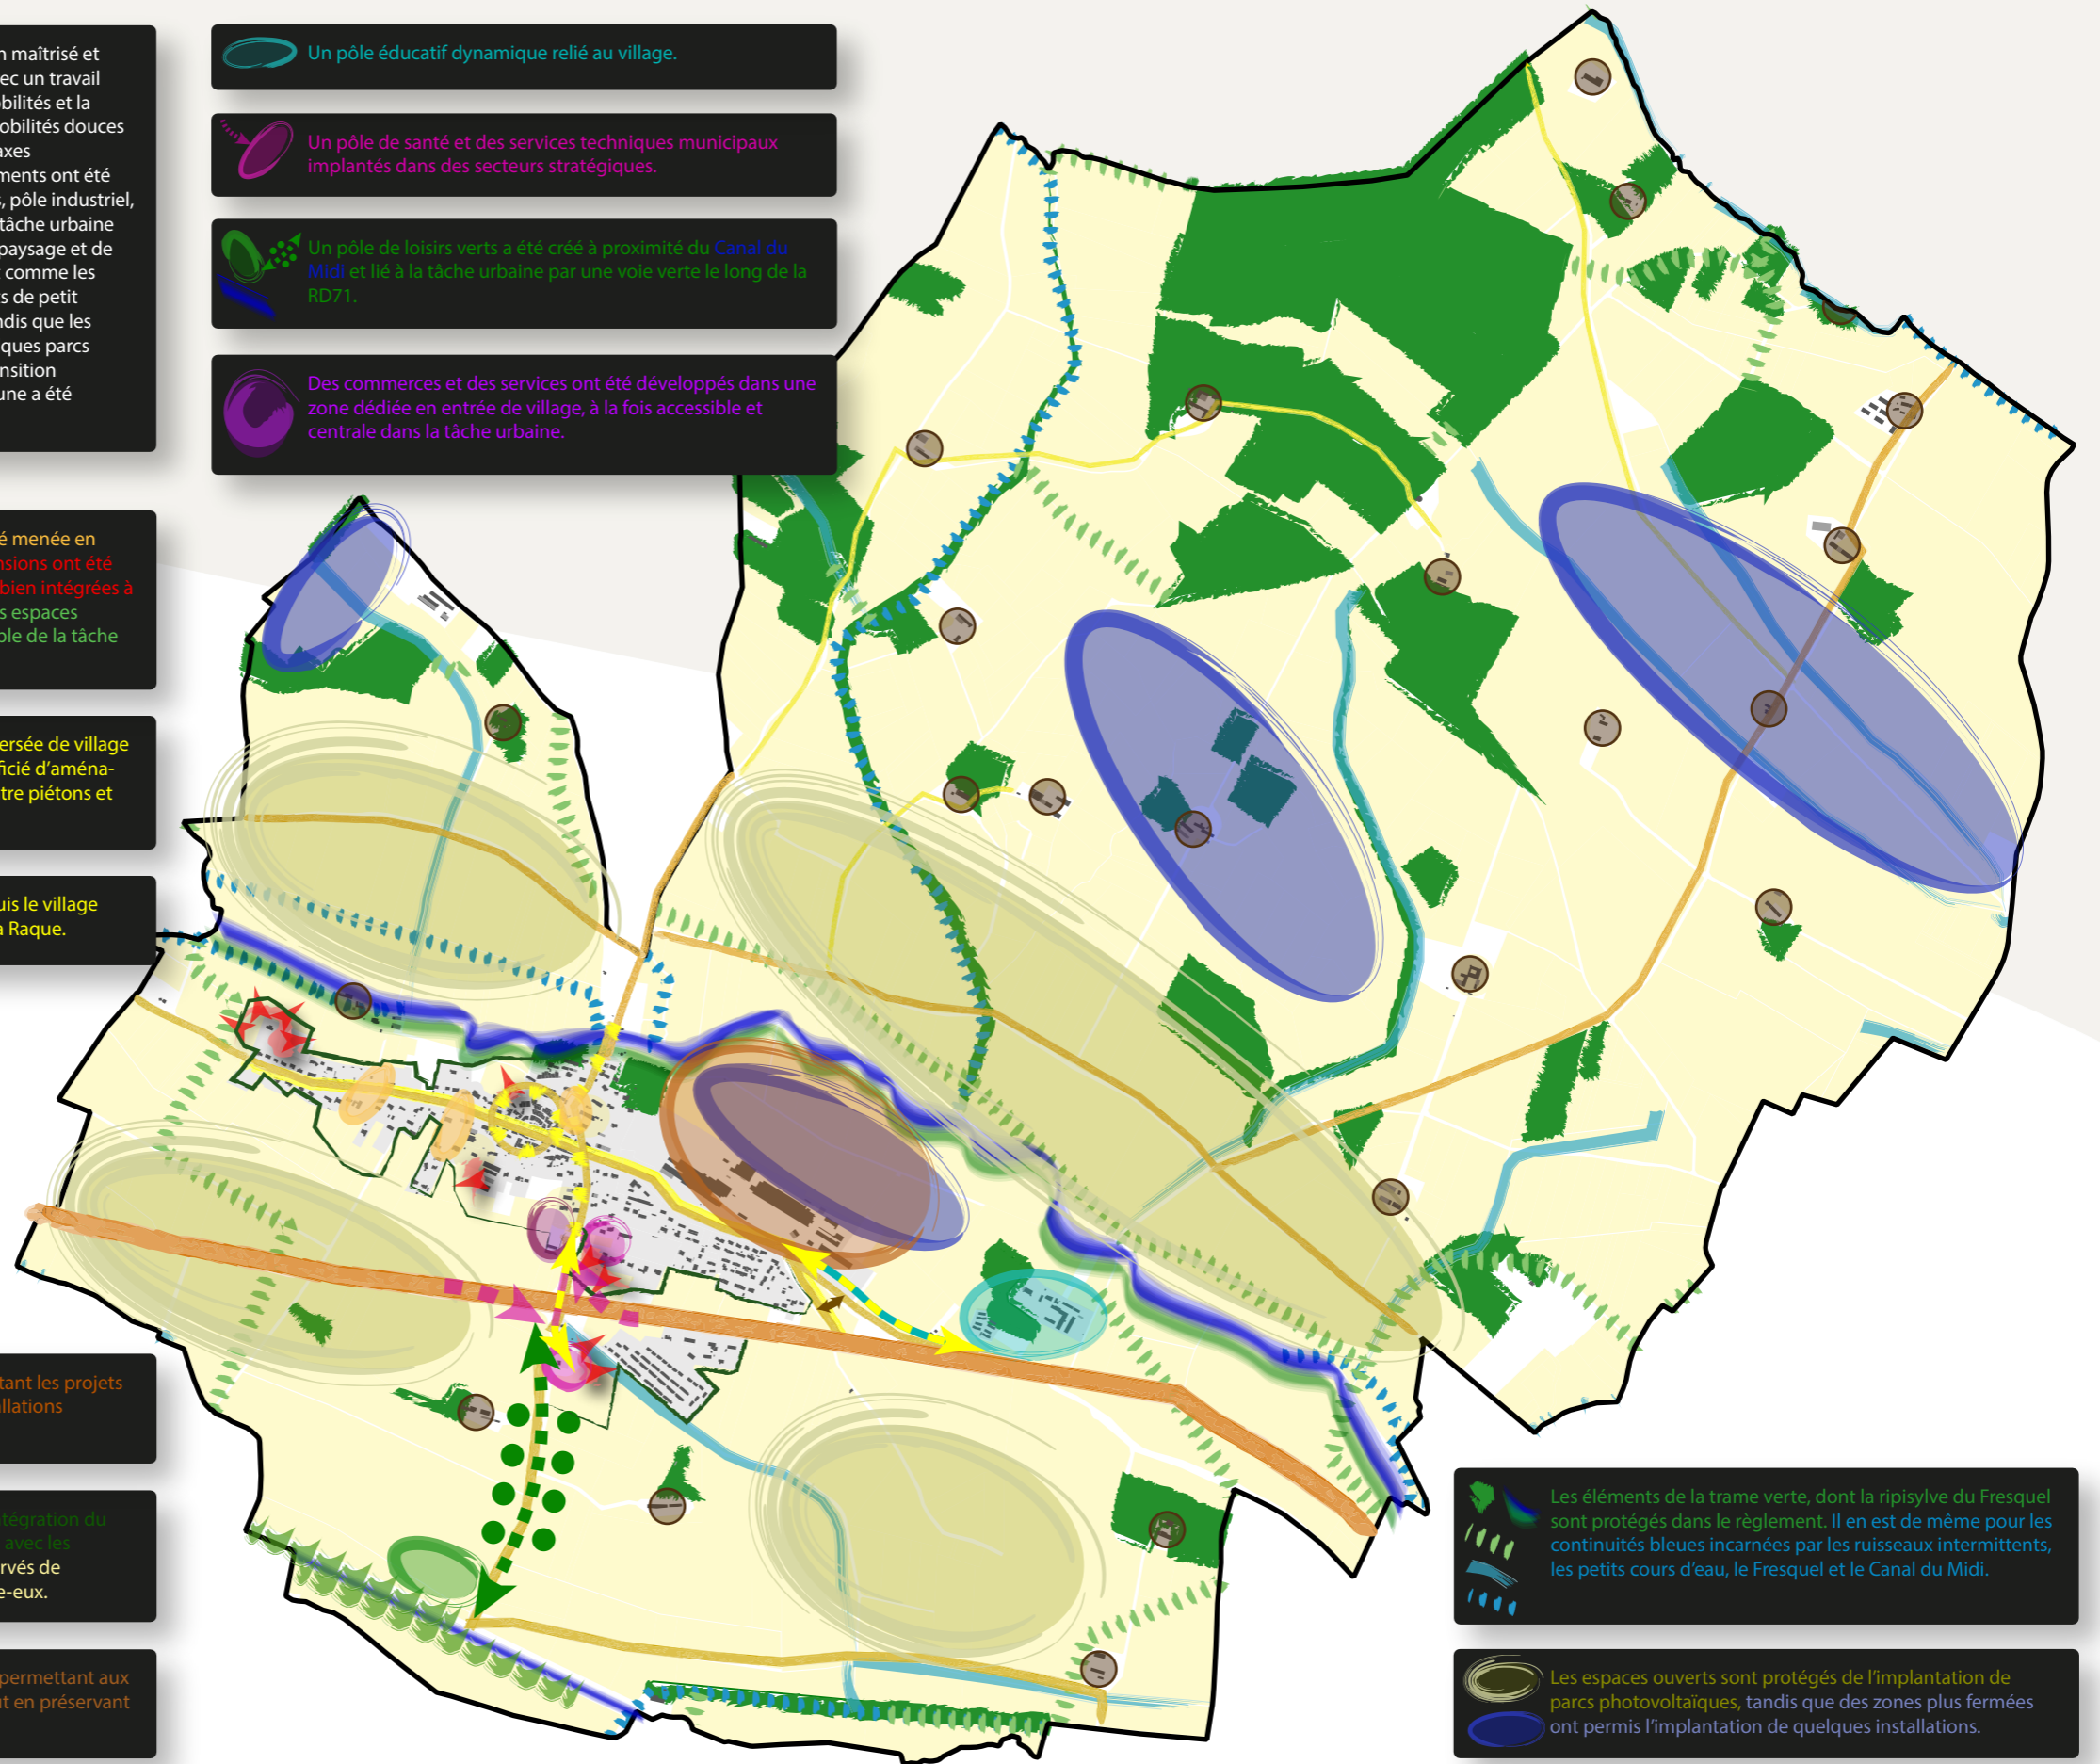 n maîtrisé et
ec un travail
obilités et la
obilités douces
axes
ments ont été
s, pôle industriel,
tâche urbaine
paysage et de
t comme les
ts de petit
ndis que les
ques parcs
nsition
une a été
Un pôle éducatif dynamique relié au village.
Un pôle de santé et des services techniques municipaux
implantés dans des secteurs stratégiques.
Un pôle de loisirs verts a été créé à proximité du Canal du
Midi et lié à la tâche urbaine par une voie verte le long de la
RD71.
Des commerces et des services ont été développés dans une
zone dédiée en entrée de village, à la fois accessible et
centrale dans la tâche urbaine.
é menée en
nsions ont été
bien intégrées à
s espaces
ble de la tâche
ersée de village
ficié d'aména-
tre piétons et
uis le village
a Raque.
tant les projets
allations
ntégration du
avec les
rvés de
e-eux.
permettant aux
ut en préservant
Les éléments de la trame verte, dont la ripisylve du Fresquel
sont protégés dans le règlement. Il en est de même pour les
continuités bleues incarnées par les ruisseaux intermittents,
les petits cours d'eau, le Fresquel et le Canal du Midi.
Les espaces ouverts sont protégés de l'implantation de
parcs photovoltaïques, tandis que des zones plus fermées
ont permis l'implantation de quelques installations.